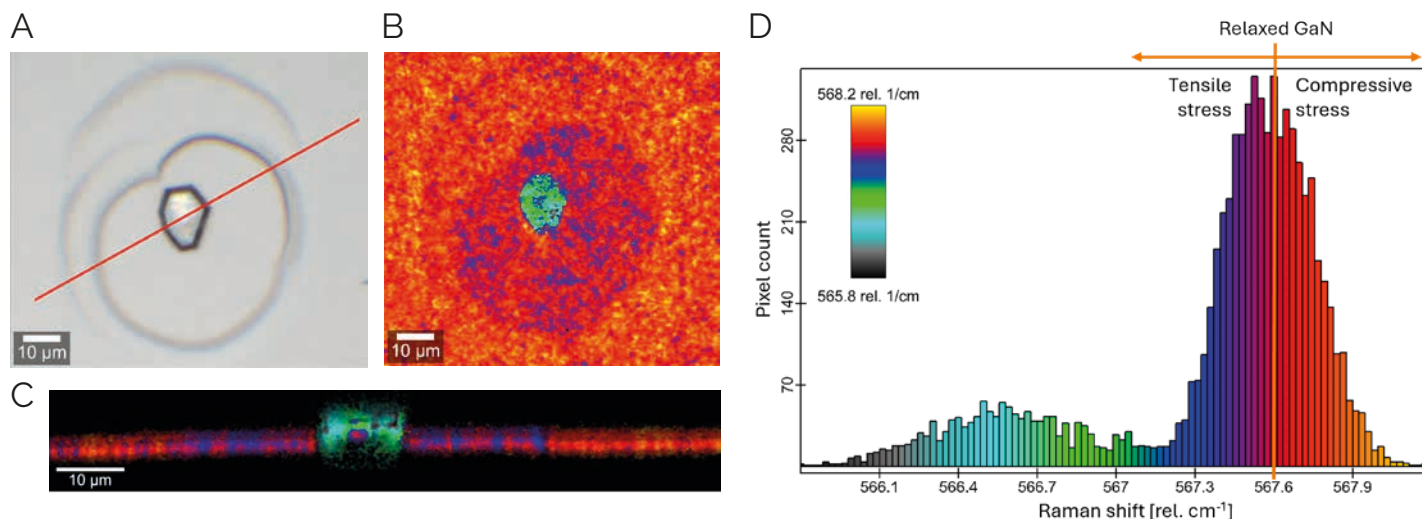 A
10 µm
B
10 µm
C
10 µm
D
Relaxed GaN
Tensile
stress
Compressive
stress
568.2 rel. 1/cm
565.8 rel. 1/cm
Pixel count
280
210
140
70
566.1
566.4
566.7
567
567.3
567.6
567.9
Raman shift [rel. cm⁻¹]